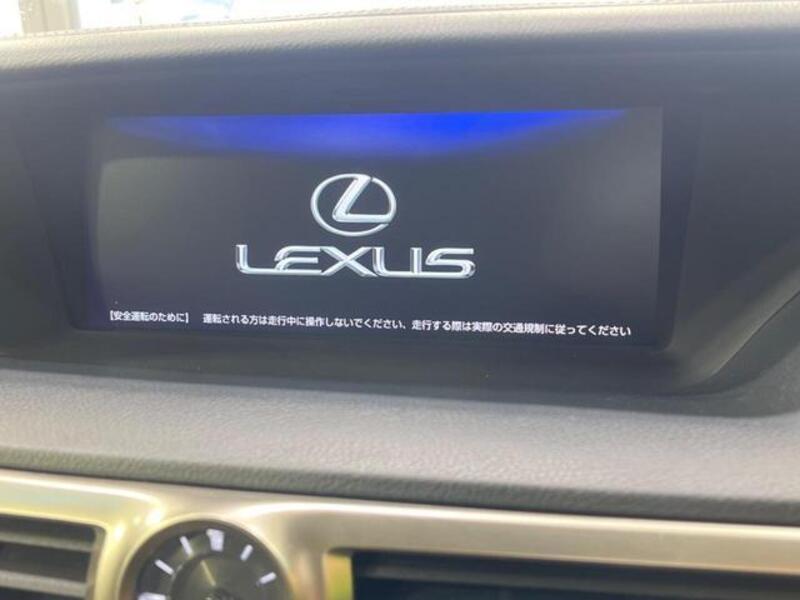 LEXUS
【安全運転のために】 運転される方は走行中に操作しないでください、走行する際は実際の交通規制に従ってください